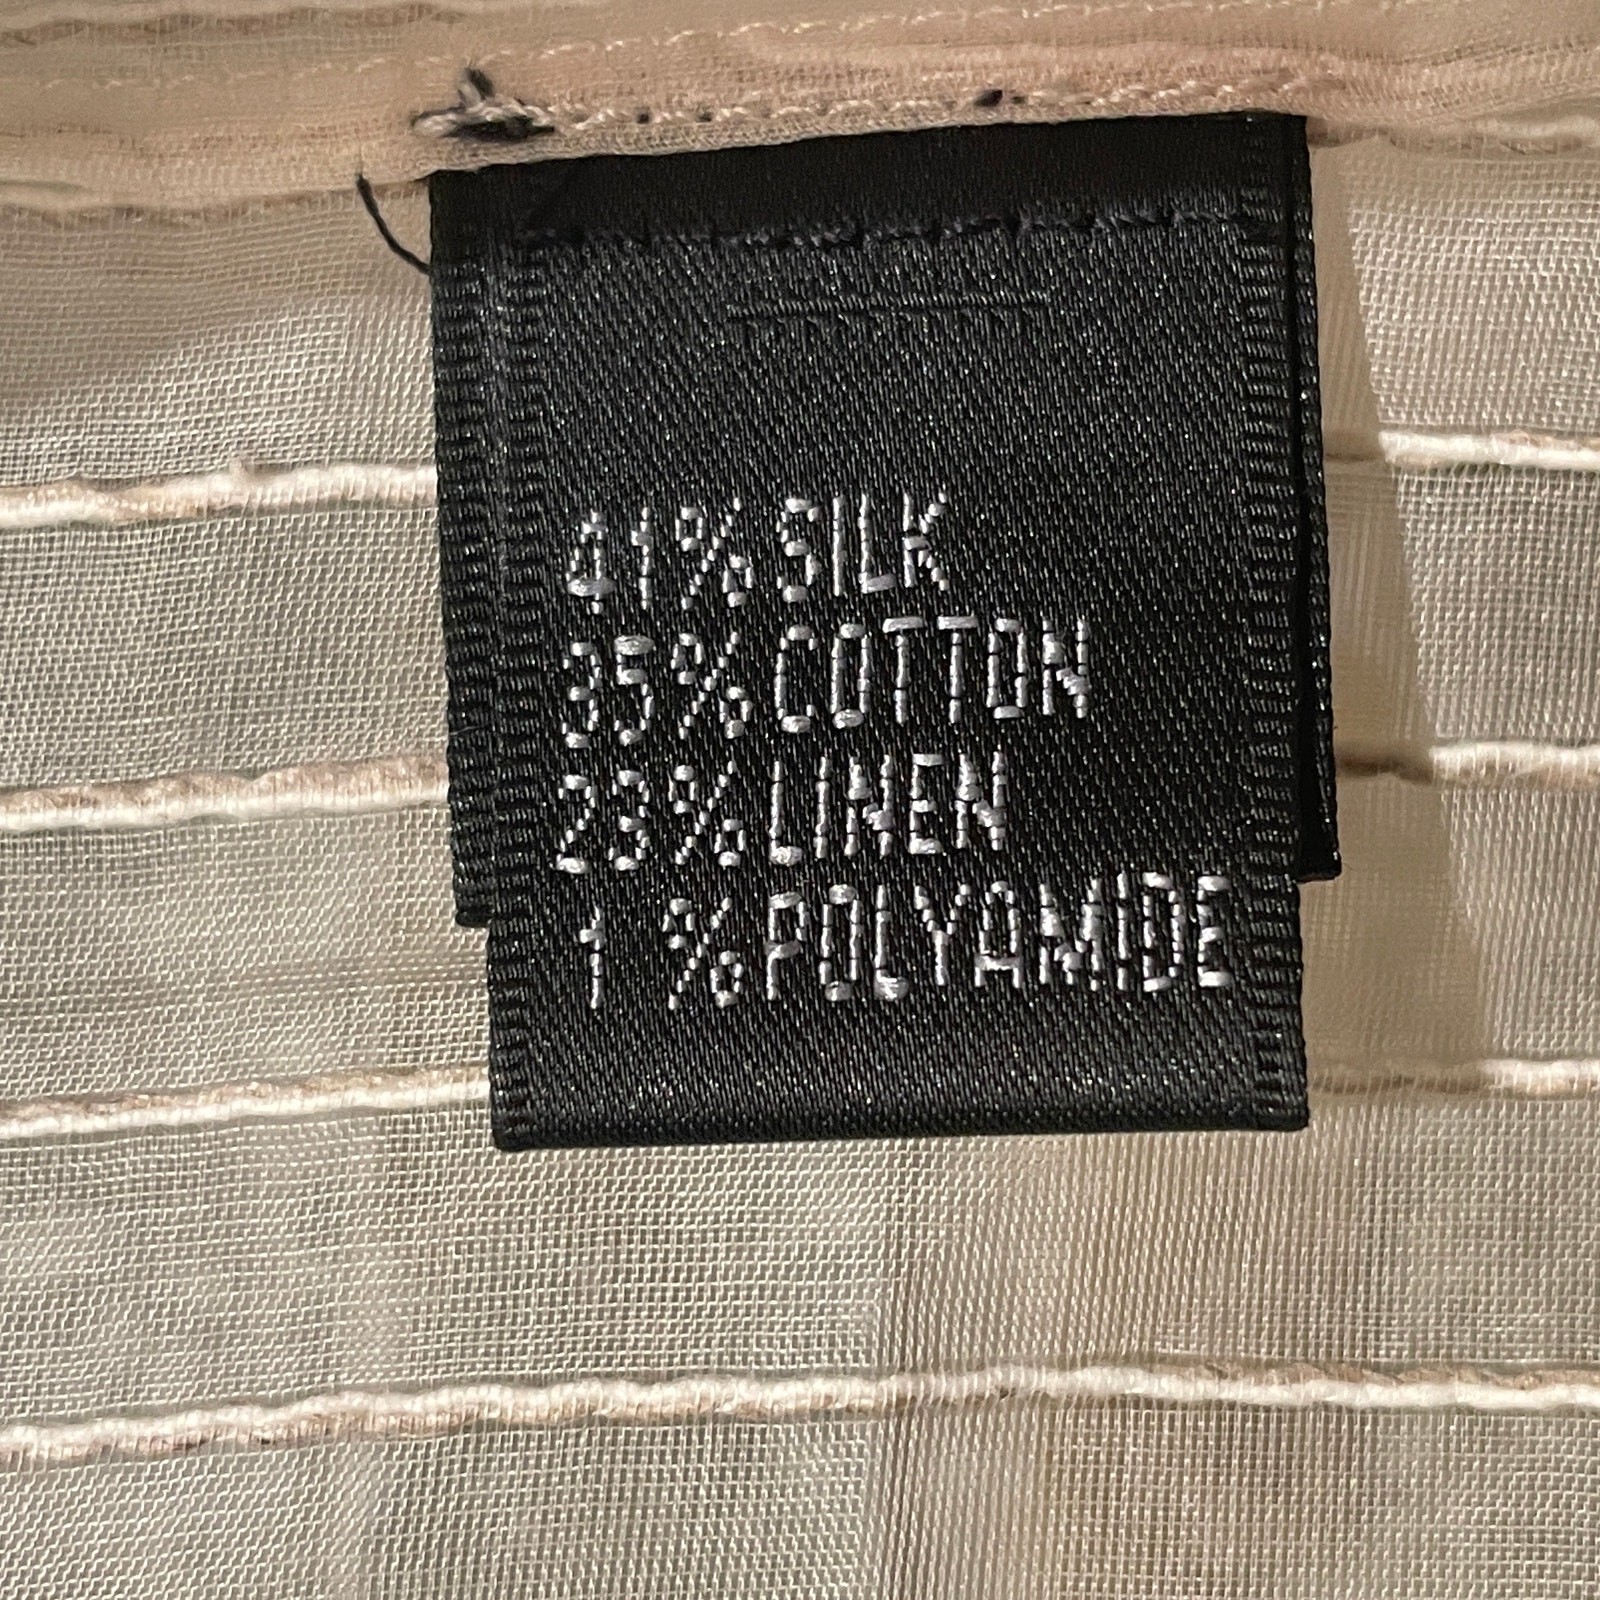 41% SILK
35% COTTON
23% LINEN
1 % POLYAMIDE